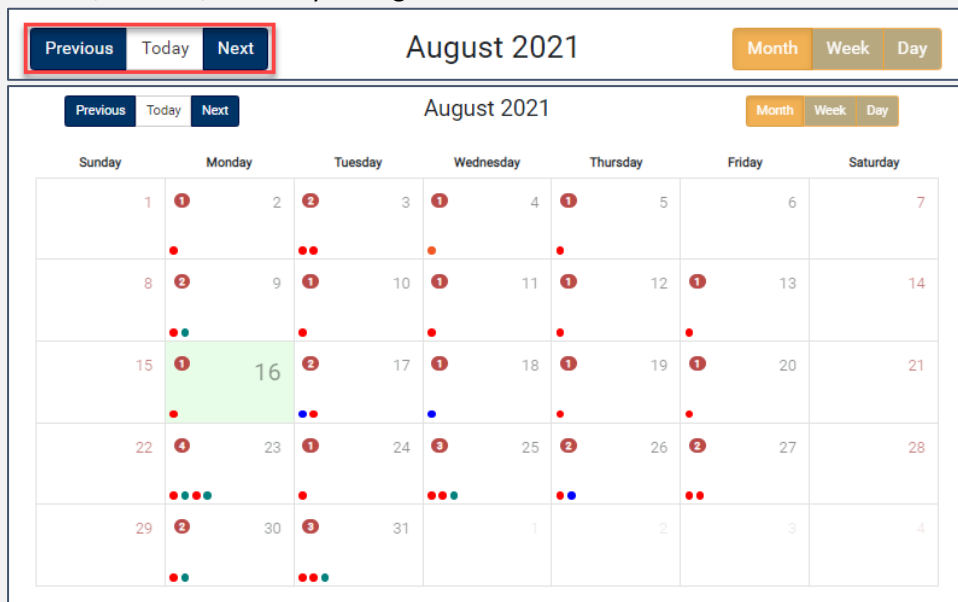 Previous Today Next August 2021 Month Week Day
Previous Today Next August 2021 Month Week Day
Sunday Monday Tuesday Wednesday Thursday Friday Saturday
1 1 2 2 3 1 4 1 5 6 7
8 2 9 1 10 1 11 1 12 1 13 14
15 1 16 2 17 1 18 1 19 1 20 21
22 4 23 1 24 3 25 2 26 2 27 28
29 2 30 3 31 1 2 3 4